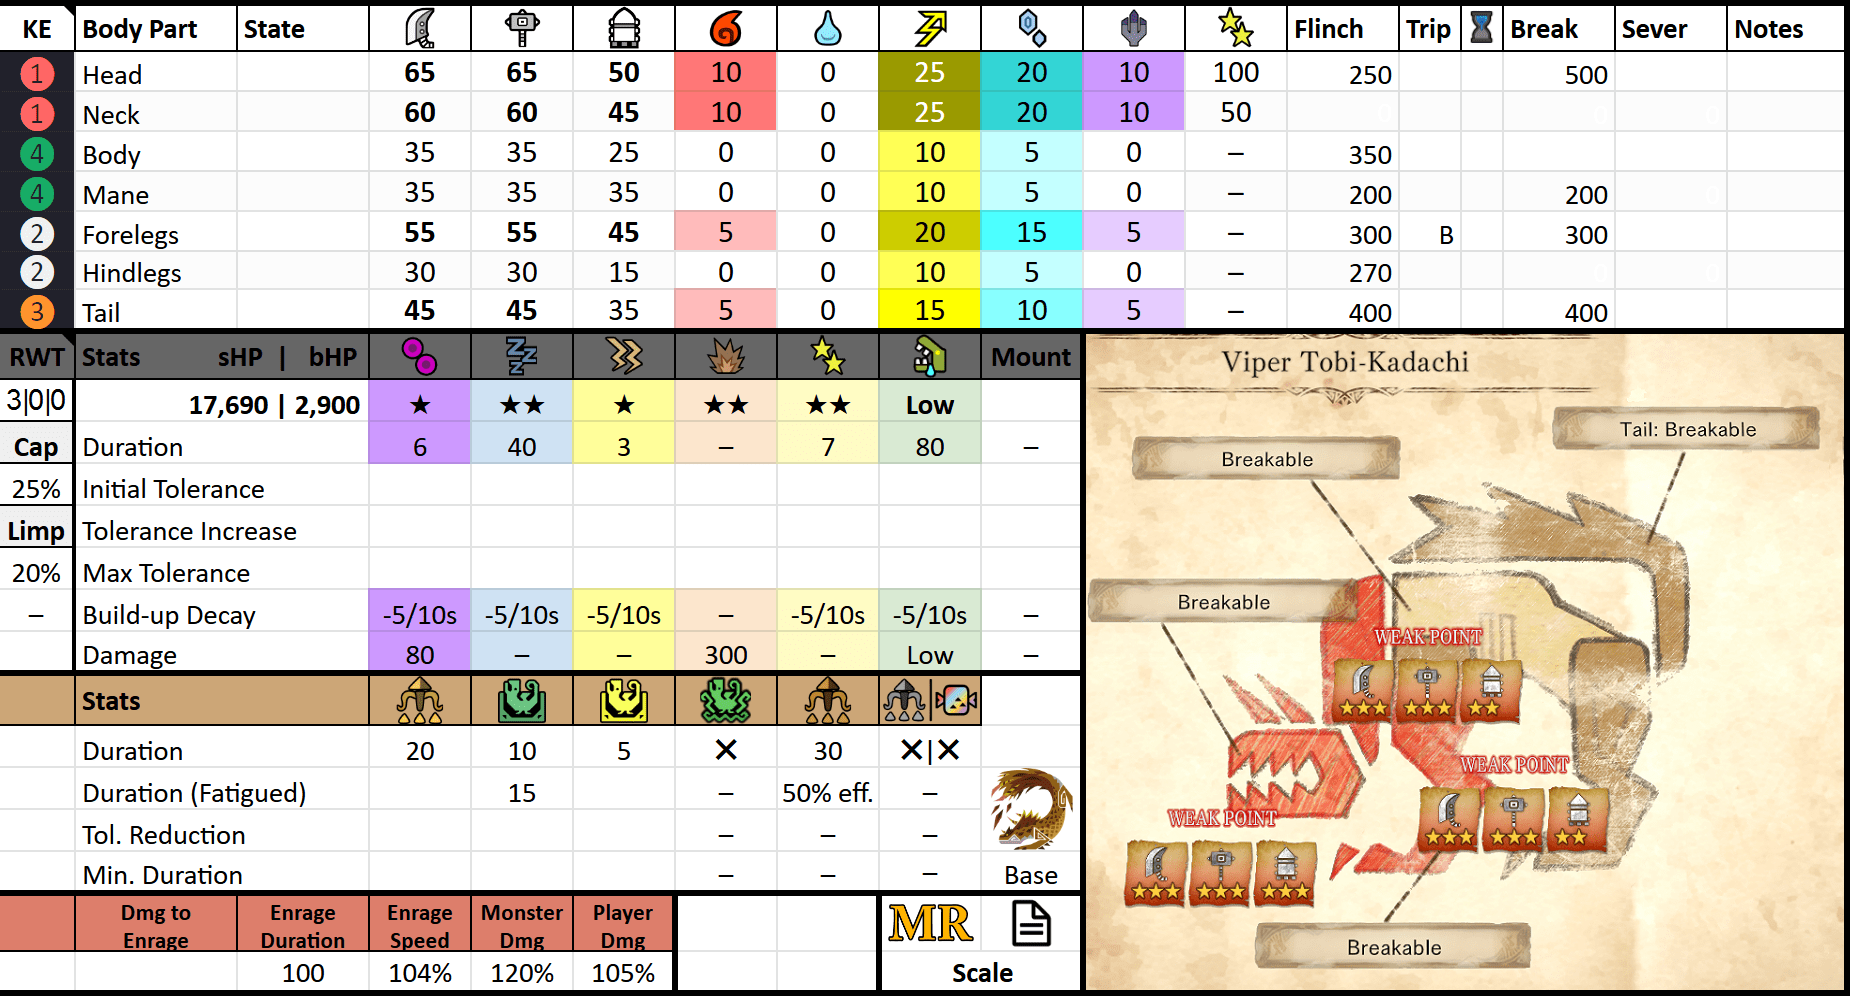 KE Body Part State Flinch Trip Break Sever Notes
1 Head 65 65 50 10 0 25 20 10 100 250 500
1 Neck 60 60 45 10 0 25 20 10 50
4 Body 35 35 25 0 0 10 5 0 – 350
4 Mane 35 35 35 0 0 10 5 0 – 200 200
2 Forelegs 55 55 45 5 0 20 15 5 – 300 B 300
2 Hindlegs 30 30 15 0 0 10 5 0 – 270
3 Tail 45 45 35 5 0 15 10 5 – 400 400
RWT Stats sHP | bHP Mount
3|0|0 17,690 | 2,900 ★ ★★ ★ ★★ ★★ Low
Cap Duration 6 40 3 – 7 80 –
25% Initial Tolerance
Limp Tolerance Increase
20% Max Tolerance
– Build-up Decay -5/10s -5/10s -5/10s – -5/10s -5/10s –
Damage 80 – – 300 – Low –
Stats
Duration 20 10 5 ✕ 30 ✕|✕
Duration (Fatigued) 15 – 50% eff. –
Tol. Reduction – – –
Min. Duration – – – Base
Dmg to Enrage Enrage Duration Enrage Speed Monster Dmg Player Dmg MR
100 104% 120% 105% Scale
Viper Tobi-Kadachi
Tail: Breakable
Breakable
Breakable
WEAK POINT
WEAK POINT
WEAK POINT
Breakable